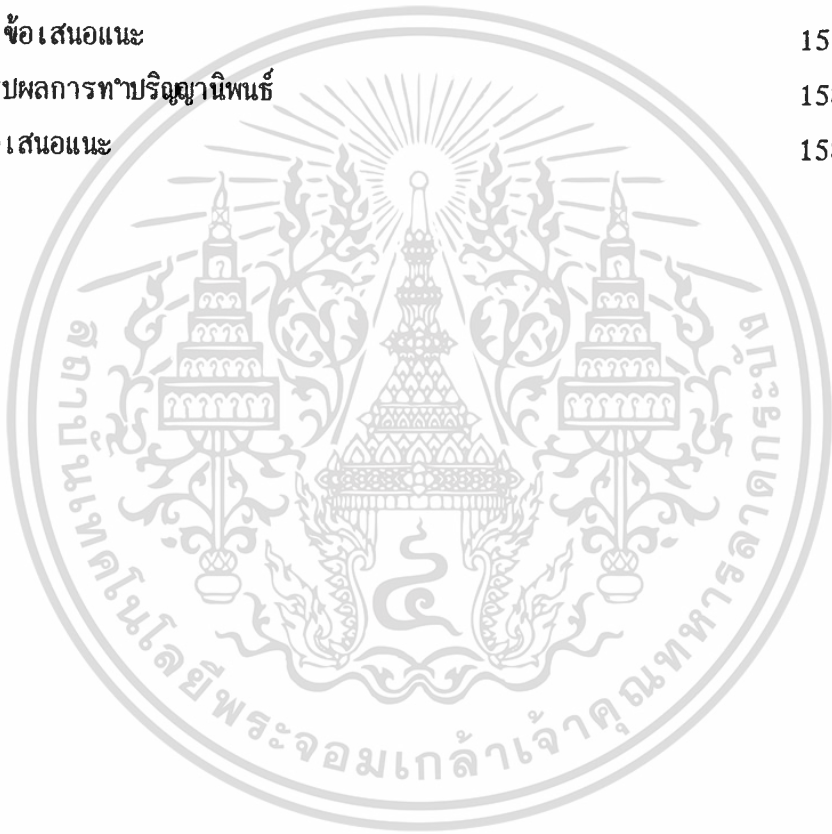 ข้อเสนอแนะ 15
ปผลการทำปริญญานิพนธ์ 15
เสนอแนะ 15
สถาบันเทคโนโลยีพระจอมเกล้าเจ้าคุณทหารลาดกระบัง